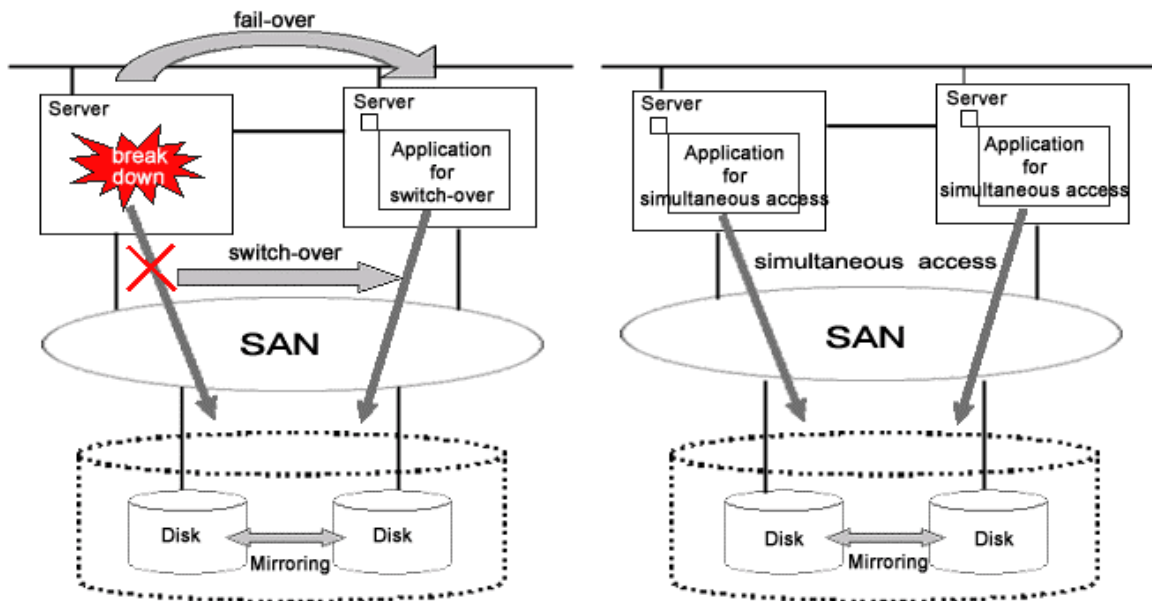 fail-over
Server
break
down
Server
Application
for
switch-over
switch-over
SAN
Disk
Disk
Mirroring
Server
Application
for
simultaneous access
Server
Application
for
simultaneous access
simultaneous access
SAN
Disk
Disk
Mirroring